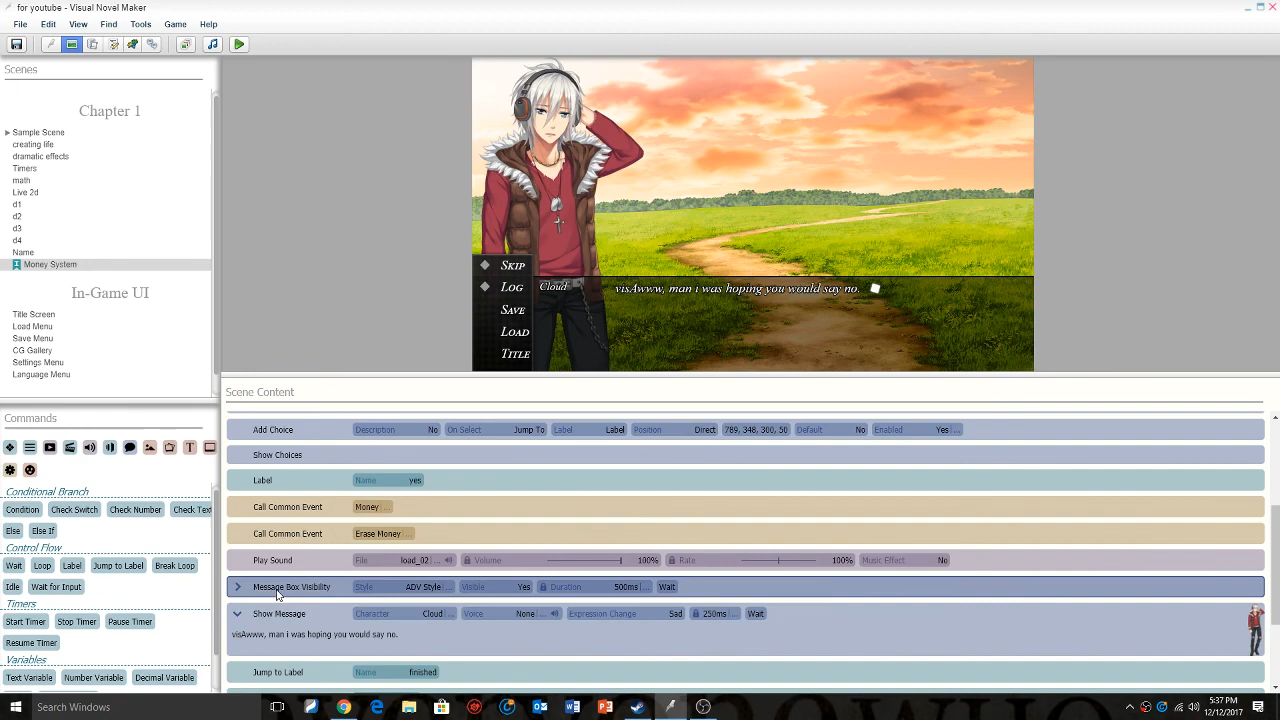 for youtube - Visual Novel Maker
File Edit View Find Tools Game Help
Scenes
Chapter 1
Sample Scene
creating life
dramatic effects
Timers
math
Live 2d
d1
d2
d3
d4
Name
Money System
In-Game UI
Title Screen
Load Menu
Save Menu
CG Gallery
Settings Menu
Language Menu
Skip
Log
Save
Load
Title
Cloud visAwww, man i was hoping you would say no.
Commands
Conditional Branch
Condition Check Switch Check Number Check Text
Else Else If
Control Flow
Wait Loop Label Jump to Label Break Loop
Idle Wait for Input
Timers
Start Timer Stop Timer Pause Timer
Resume Timer
Variables
Text Variable Number Variable Decimal Variable
Scene Content
Add Choice Description No On Select Jump To Label Label Position Direct 789, 348, 300, 50 Default No Enabled Yes ...
Show Choices
Label Name yes
Call Common Event Money ...
Call Common Event Erase Money ...
Play Sound File load_02 ... Volume 100% Rate 100% Music Effect No
Message Box Visibility Style ADV Style ... Visible Yes Duration 500ms ... Wait
Show Message Character Cloud ... Voice None ... Expression Change Sad 250ms ... Wait
visAwww, man i was hoping you would say no.
Jump to Label Name finished
Search Windows
5:37 PM
12/12/2017